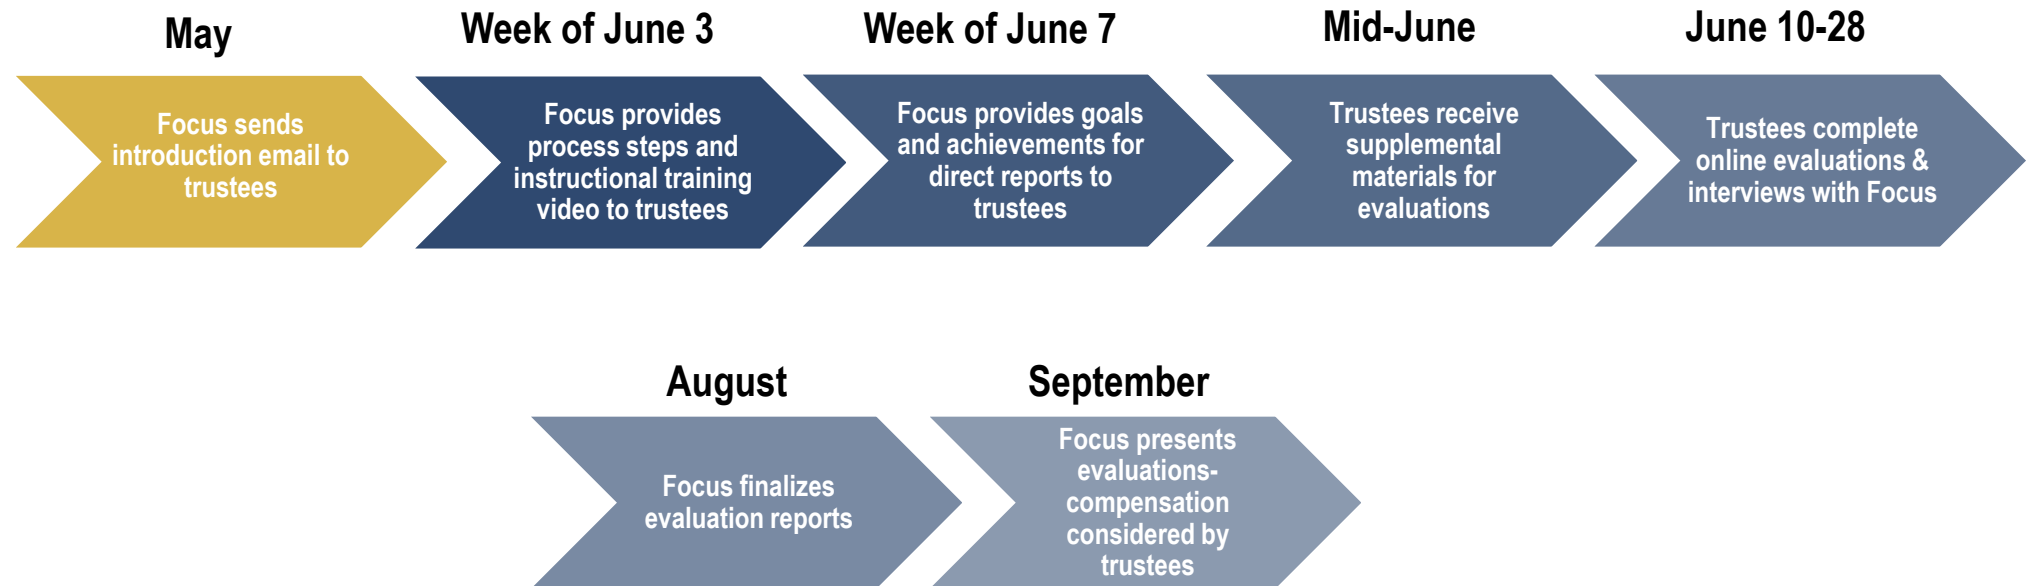 May
Focus sends
introduction email to
trustees
Week of June 3
Focus provides
process steps and
instructional training
video to trustees
Week of June 7
Focus provides goals
and achievements for
direct reports to
trustees
Mid-June
Trustees receive
supplemental
materials for
evaluations
June 10-28
Trustees complete
online evaluations &
interviews with Focus
August
Focus finalizes
evaluation reports
September
Focus presents
evaluations-
compensation
considered by
trustees